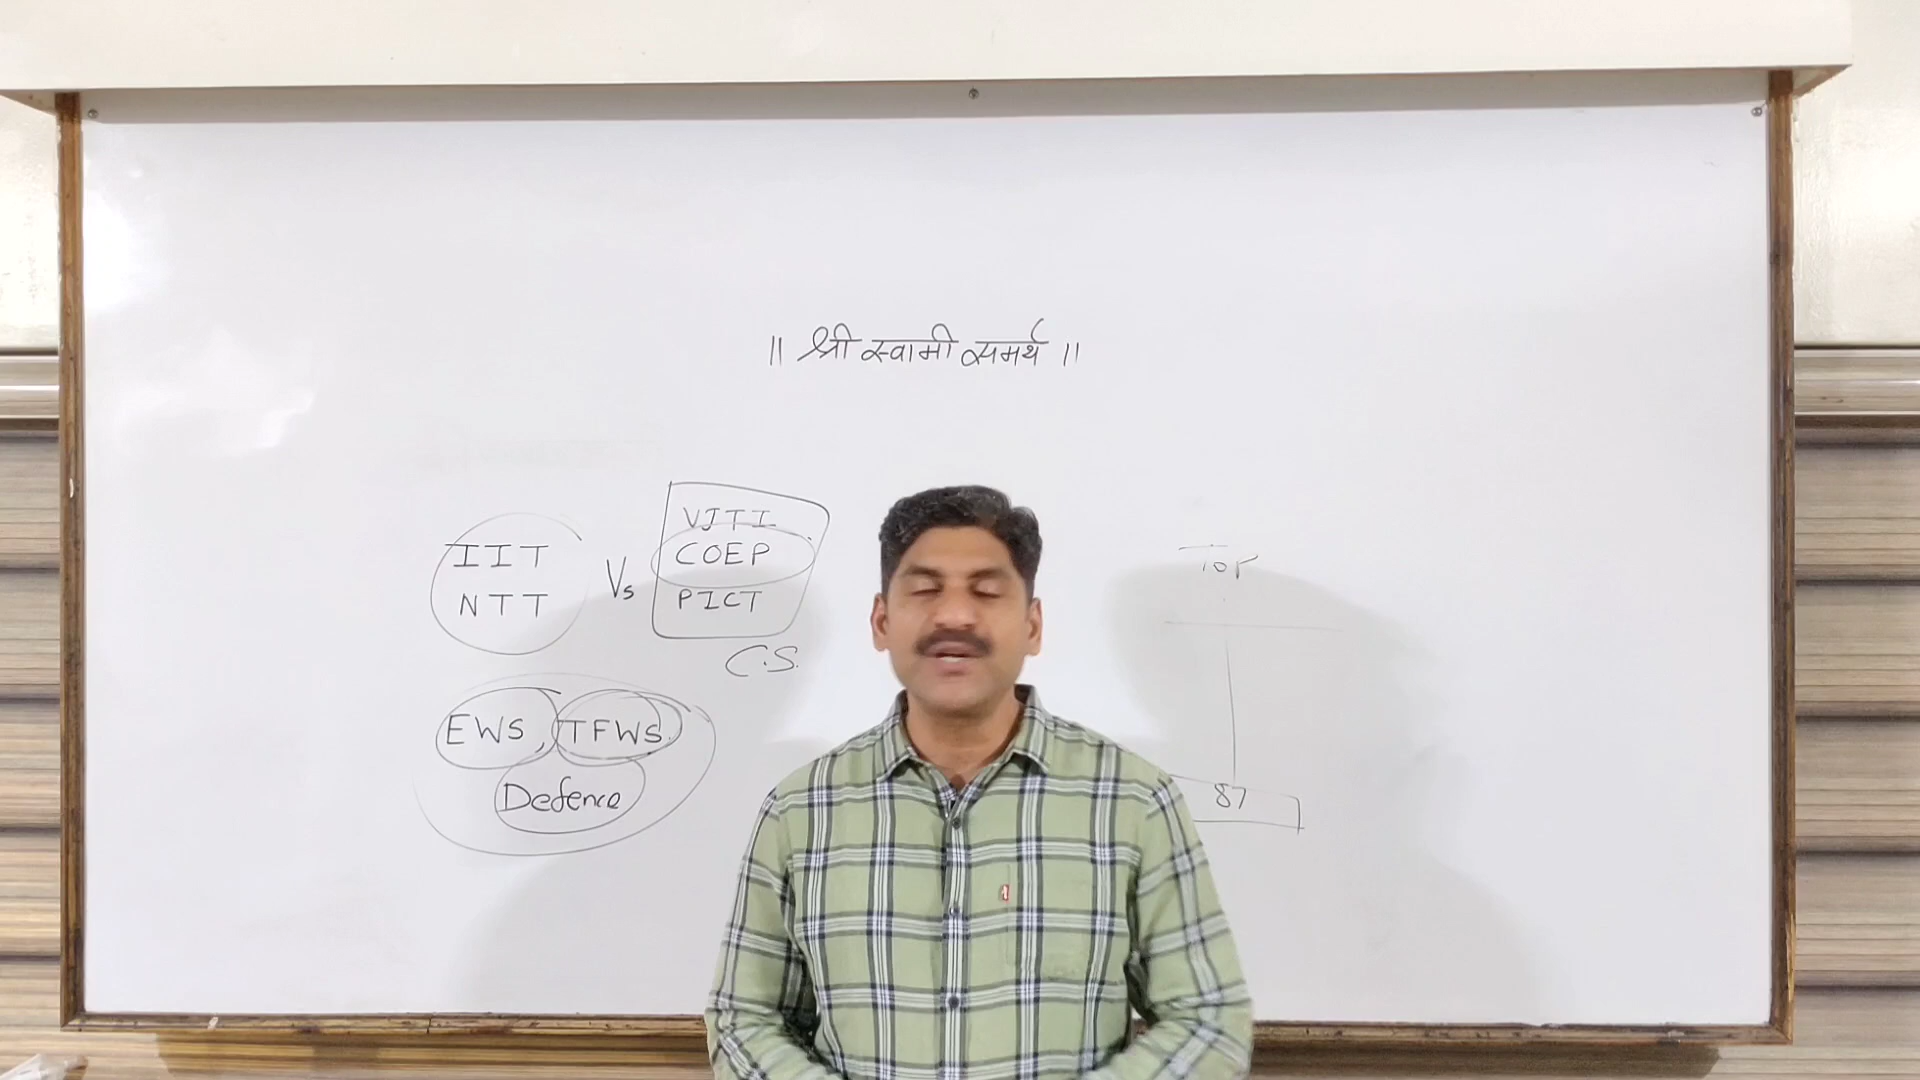 ॥ श्री स्वामी समर्थ ॥
IIT
NTT
Vs
VJTI
COEP
PICT
C.S.
EWS, TFWS.
Defence
Top
87